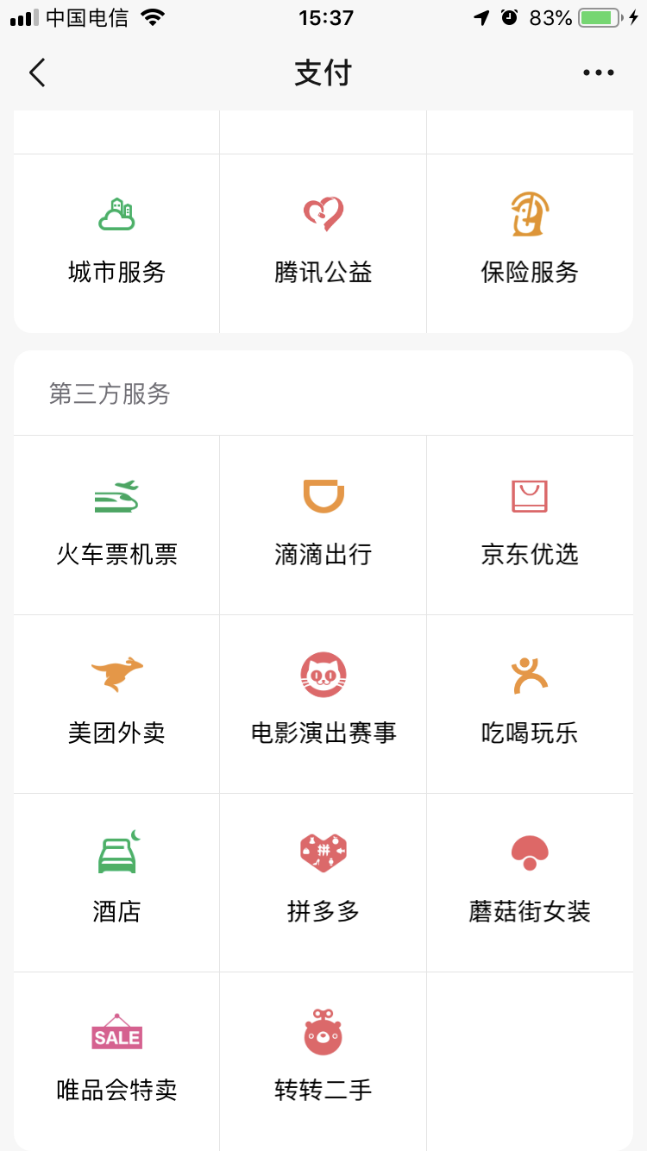 中国电信
15:37
83%
支付
城市服务
腾讯公益
保险服务
第三方服务
火车票机票
滴滴出行
京东优选
美团外卖
电影演出赛事
吃喝玩乐
酒店
拼多多
蘑菇街女装
SALE
唯品会特卖
转转二手